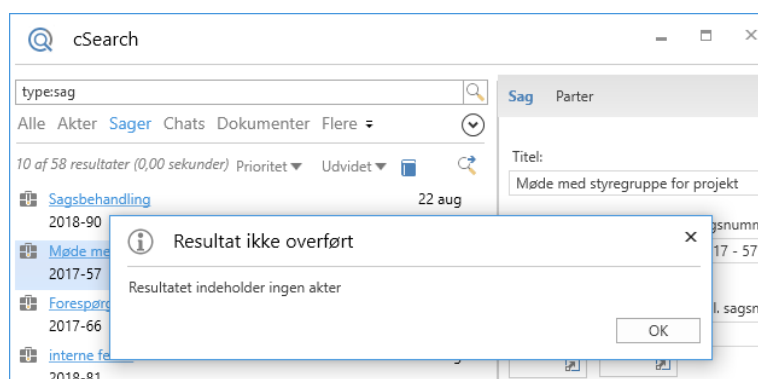 cSearch
type:sag
Alle Akter Sager Chats Dokumenter Flere
10 af 58 resultater (0,00 sekunder) Prioritet Udvidet
Sagsbehandling 22 aug
2018-90
Møde me
2017-57
Forespørg
2017-66
interne fe
2018-81
Resultat ikke overført
Resultatet indeholder ingen akter
OK
Sag Parter
Titel:
Møde med styregruppe for projekt
gsnumm
17 - 57
l. sagsn